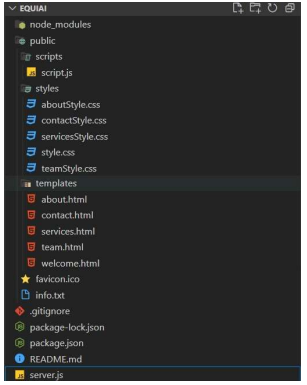 EQUIAI
node_modules
public
scripts
JS script.js
styles
aboutStyle.css
contactStyle.css
servicesStyle.css
style.css
teamStyle.css
templates
about.html
contact.html
services.html
team.html
welcome.html
favicon.ico
info.txt
.gitignore
package-lock.json
package.json
README.md
JS server.js